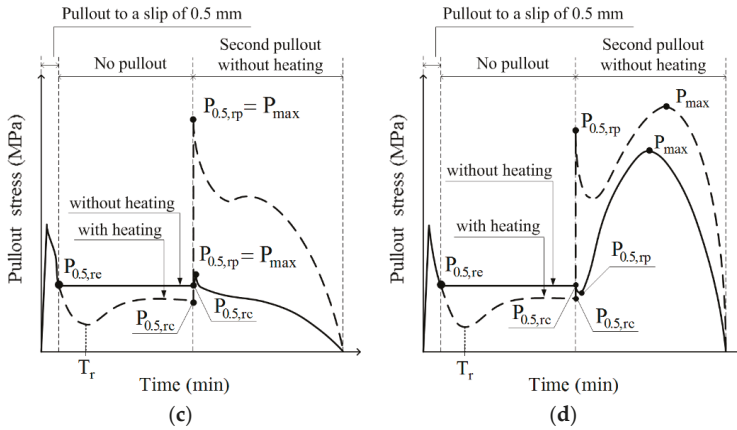 Pullout to a slip of 0.5 mm
No pullout
Second pullout
without heating
P0.5,rp= Pmax
without heating
with heating
P0.5,rp= Pmax
P0.5,re
P0.5,rc
Tr
Pullout stress (MPa)
Time (min)
(c)
Pullout to a slip of 0.5 mm
No pullout
Second pullout
without heating
P0.5,rp
Pmax
Pmax
without heating
with heating
P0.5,re
P0.5,rp
P0.5,rc
P0.5,rc
Tr
Pullout stress (MPa)
Time (min)
(d)